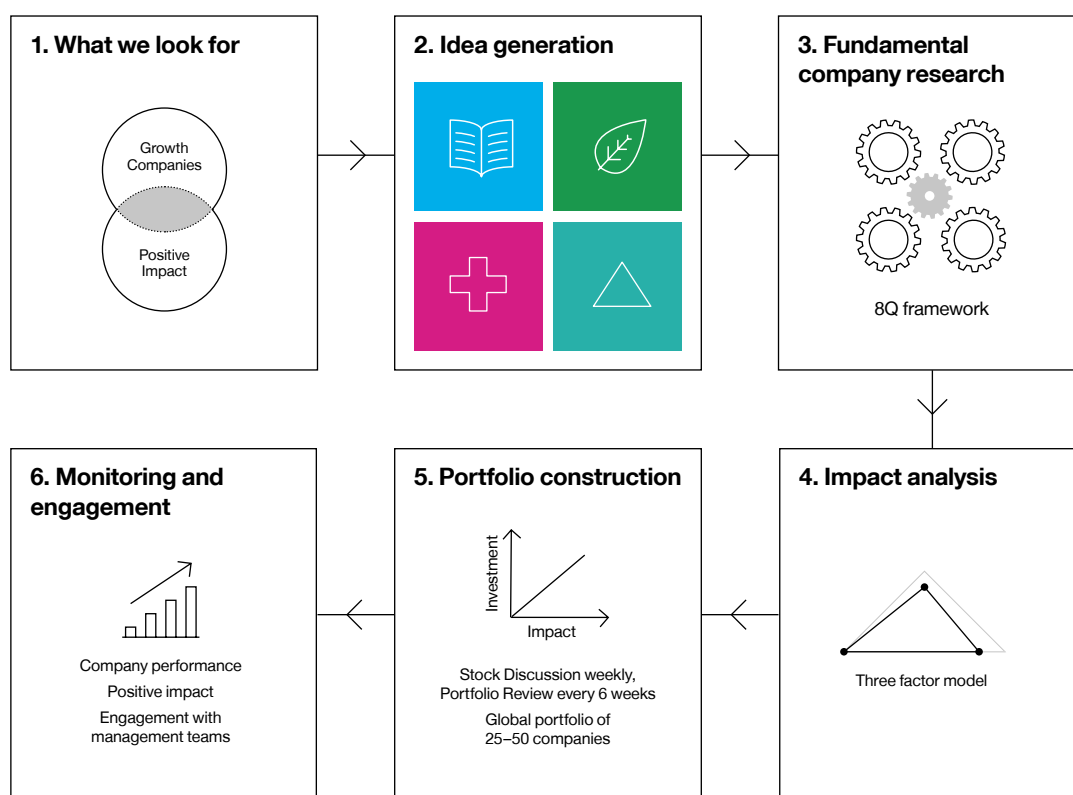 1. What we look for
Growth
Companies
Positive
Impact
2. Idea generation
3. Fundamental
company research
8Q framework
4. Impact analysis
Three factor model
5. Portfolio construction
Investment
Impact
Stock Discussion weekly,
Portfolio Review every 6 weeks
Global portfolio of
25–50 companies
6. Monitoring and
engagement
Company performance
Positive impact
Engagement with
management teams